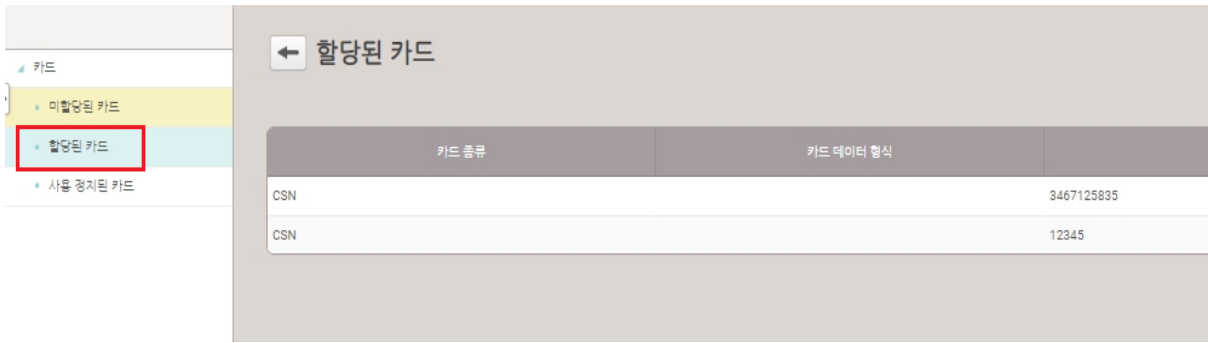 할당된 카드
카드
미할당된 카드
할당된 카드
사용 정지된 카드
카드 종류 카드 데이터 형식
CSN 3467125835
CSN 12345